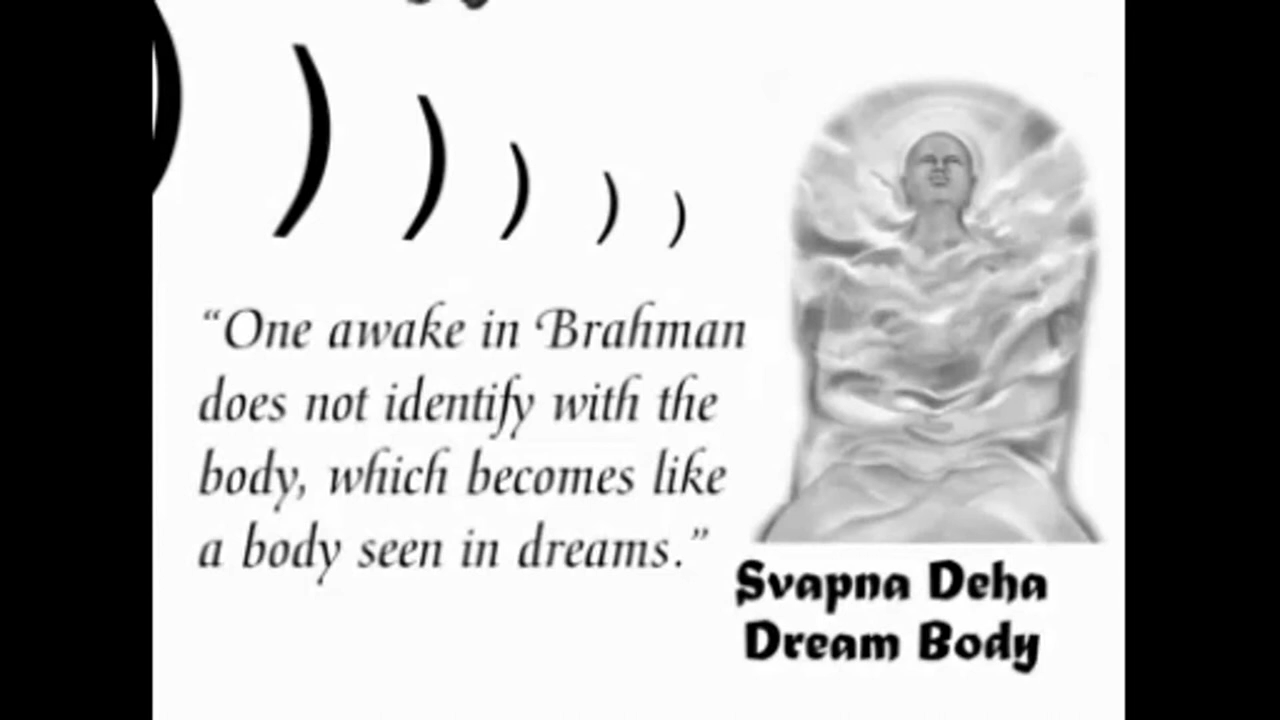 “One awake in Brahman
does not identify with the
body, which becomes like
a body seen in dreams.”
Svapna Deha
Dream Body